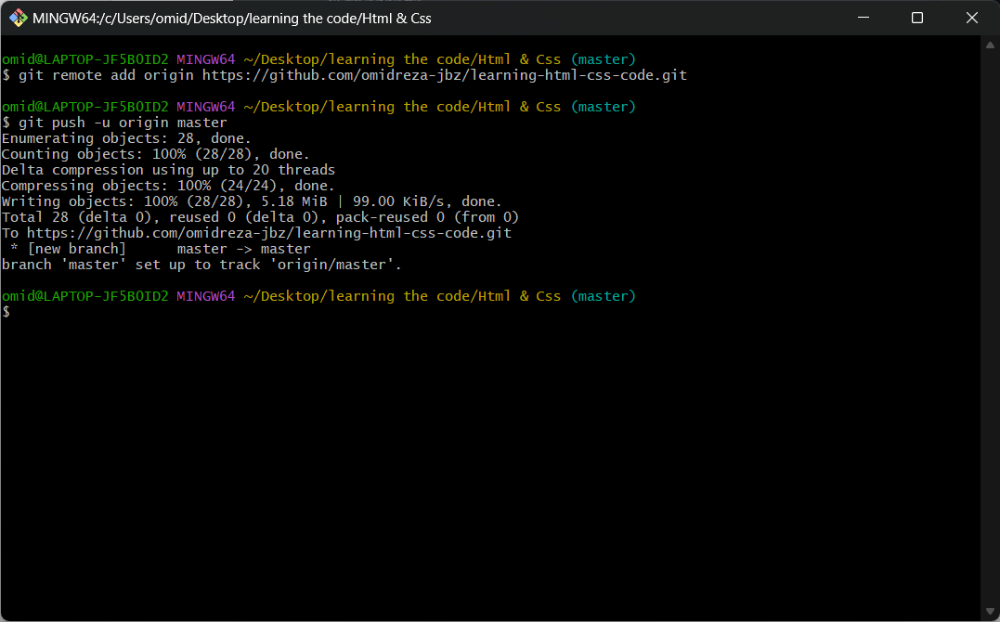 MINGW64:/c/Users/omid/Desktop/learning the code/Html & Css
omid@LAPTOP-JF5BOID2 MINGW64 ~/Desktop/learning the code/Html & Css (master)
$ git remote add origin https://github.com/omidreza-jbz/learning-html-css-code.git
omid@LAPTOP-JF5BOID2 MINGW64 ~/Desktop/learning the code/Html & Css (master)
$ git push -u origin master
Enumerating objects: 28, done.
Counting objects: 100% (28/28), done.
Delta compression using up to 20 threads
Compressing objects: 100% (24/24), done.
Writing objects: 100% (28/28), 5.18 MiB | 99.00 KiB/s, done.
Total 28 (delta 0), reused 0 (delta 0), pack-reused 0 (from 0)
To https://github.com/omidreza-jbz/learning-html-css-code.git
 * [new branch]      master -> master
branch 'master' set up to track 'origin/master'.
omid@LAPTOP-JF5BOID2 MINGW64 ~/Desktop/learning the code/Html & Css (master)
$